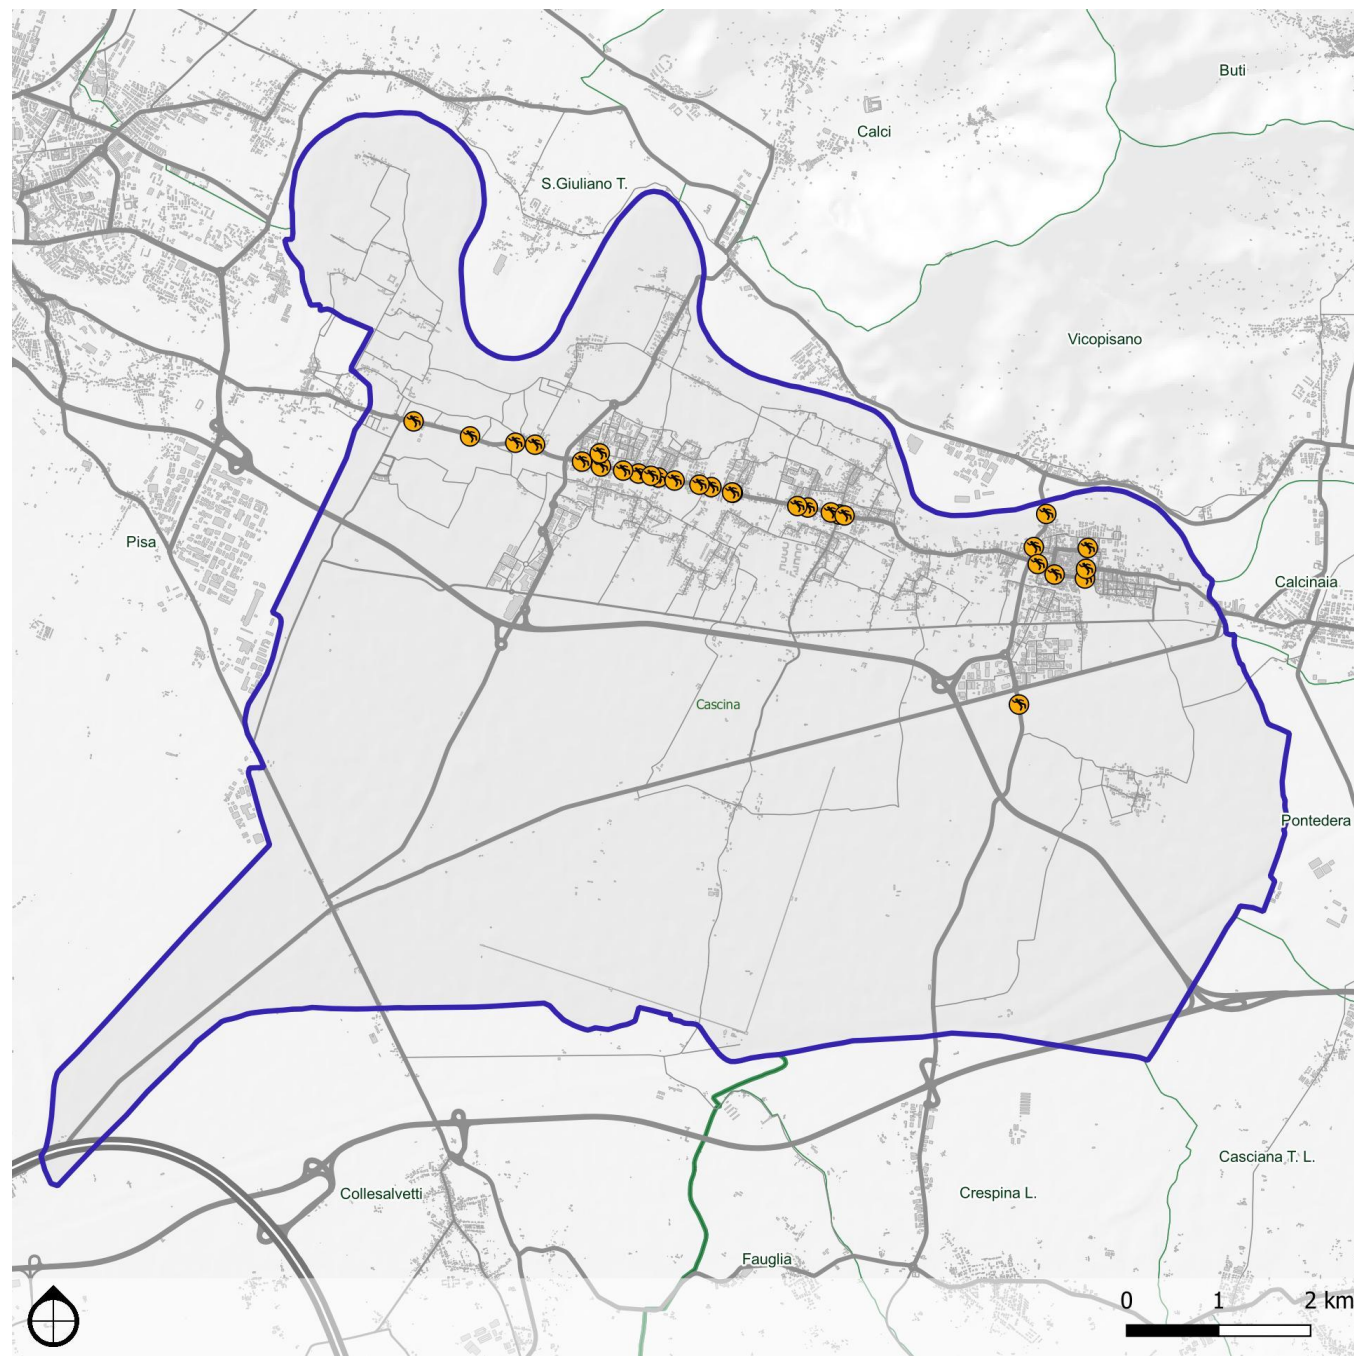 Buti
Calci
S.Giuliano T.
Vicopisano
Pisa
Calcinaia
Cascina
Pontedera
Casciana T. L.
Collesalvetti
Crespina L.
Fauglia
0 1 2 km